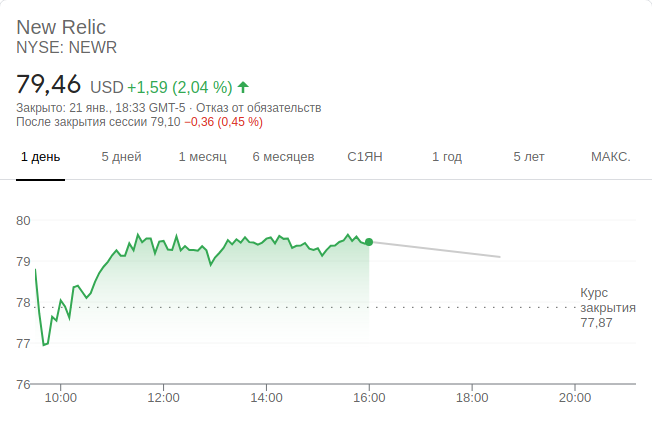 New Relic
NYSE: NEWR
79,46 USD +1,59 (2,04 %)
Закрыто: 21 янв., 18:33 GMT-5 · Отказ от обязательств
После закрытия сессии 79,10 −0,36 (0,45 %)
1 день 5 дней 1 месяц 6 месяцев С1ЯН 1 год 5 лет МАКС.
80
79
78
77
76
Курс
закрытия
77,87
10:00 12:00 14:00 16:00 18:00 20:00